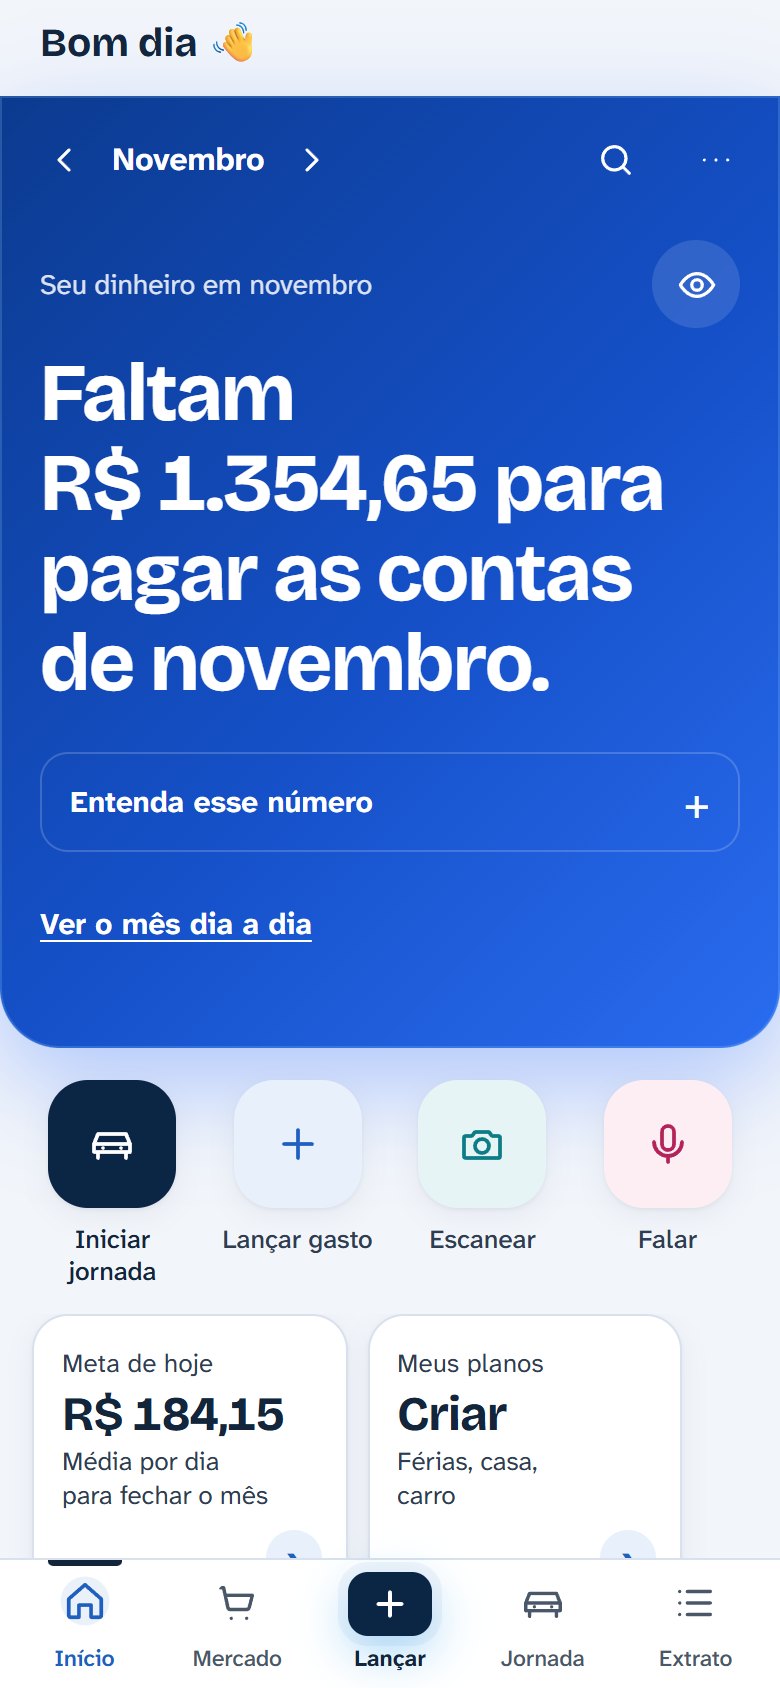 Bom dia 👋
Novembro
Seu dinheiro em novembro
Faltam
R$ 1.354,65 para
pagar as contas
de novembro.
Entenda esse número
Ver o mês dia a dia
Iniciar
jornada
Lançar gasto
Escanear
Falar
Meta de hoje
R$ 184,15
Média por dia
para fechar o mês
Meus planos
Criar
Férias, casa,
carro
Início
Mercado
Lançar
Jornada
Extrato